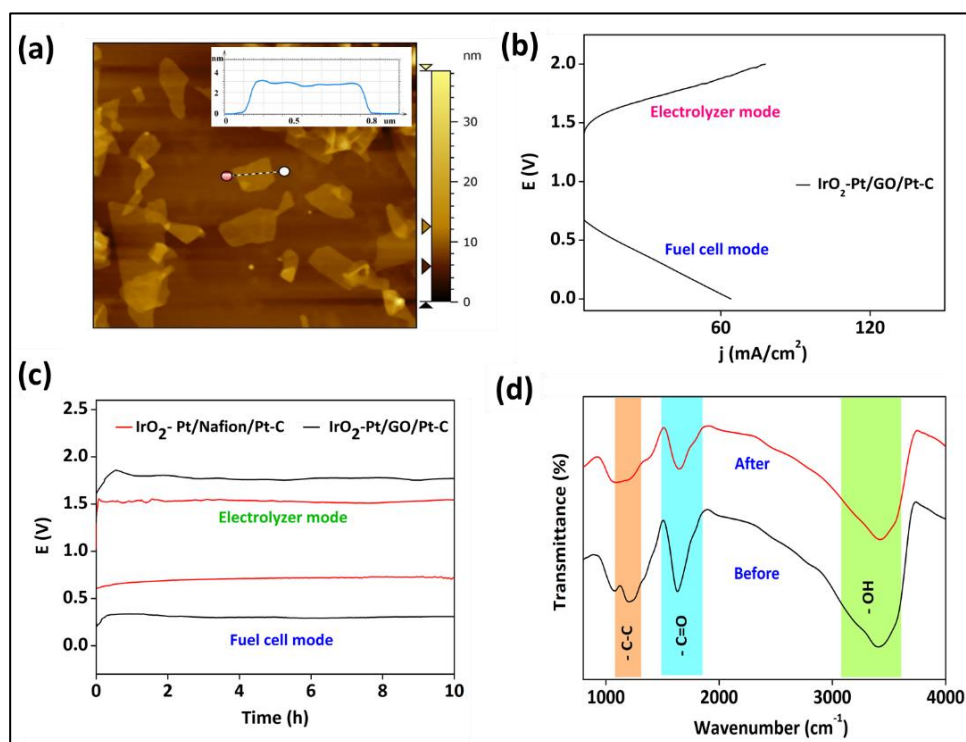 (a)
nm
nm
4
2
0
0
0.5
0.8
um
30
20
10
0
(b)
E (V)
2.0
1.5
1.0
0.5
0.0
Electrolyzer mode
IrO2-Pt/GO/Pt-C
Fuel cell mode
60
120
j (mA/cm2)
(c)
E (V)
2.5
2.0
1.5
1.0
0.5
0.0
IrO2- Pt/Nafion/Pt-C
IrO2-Pt/GO/Pt-C
Electrolyzer mode
Fuel cell mode
0
2
4
6
8
10
Time (h)
(d)
Transmittance (%)
After
Before
- C-C
- C=O
- OH
1000
2000
3000
4000
Wavenumber (cm-1)